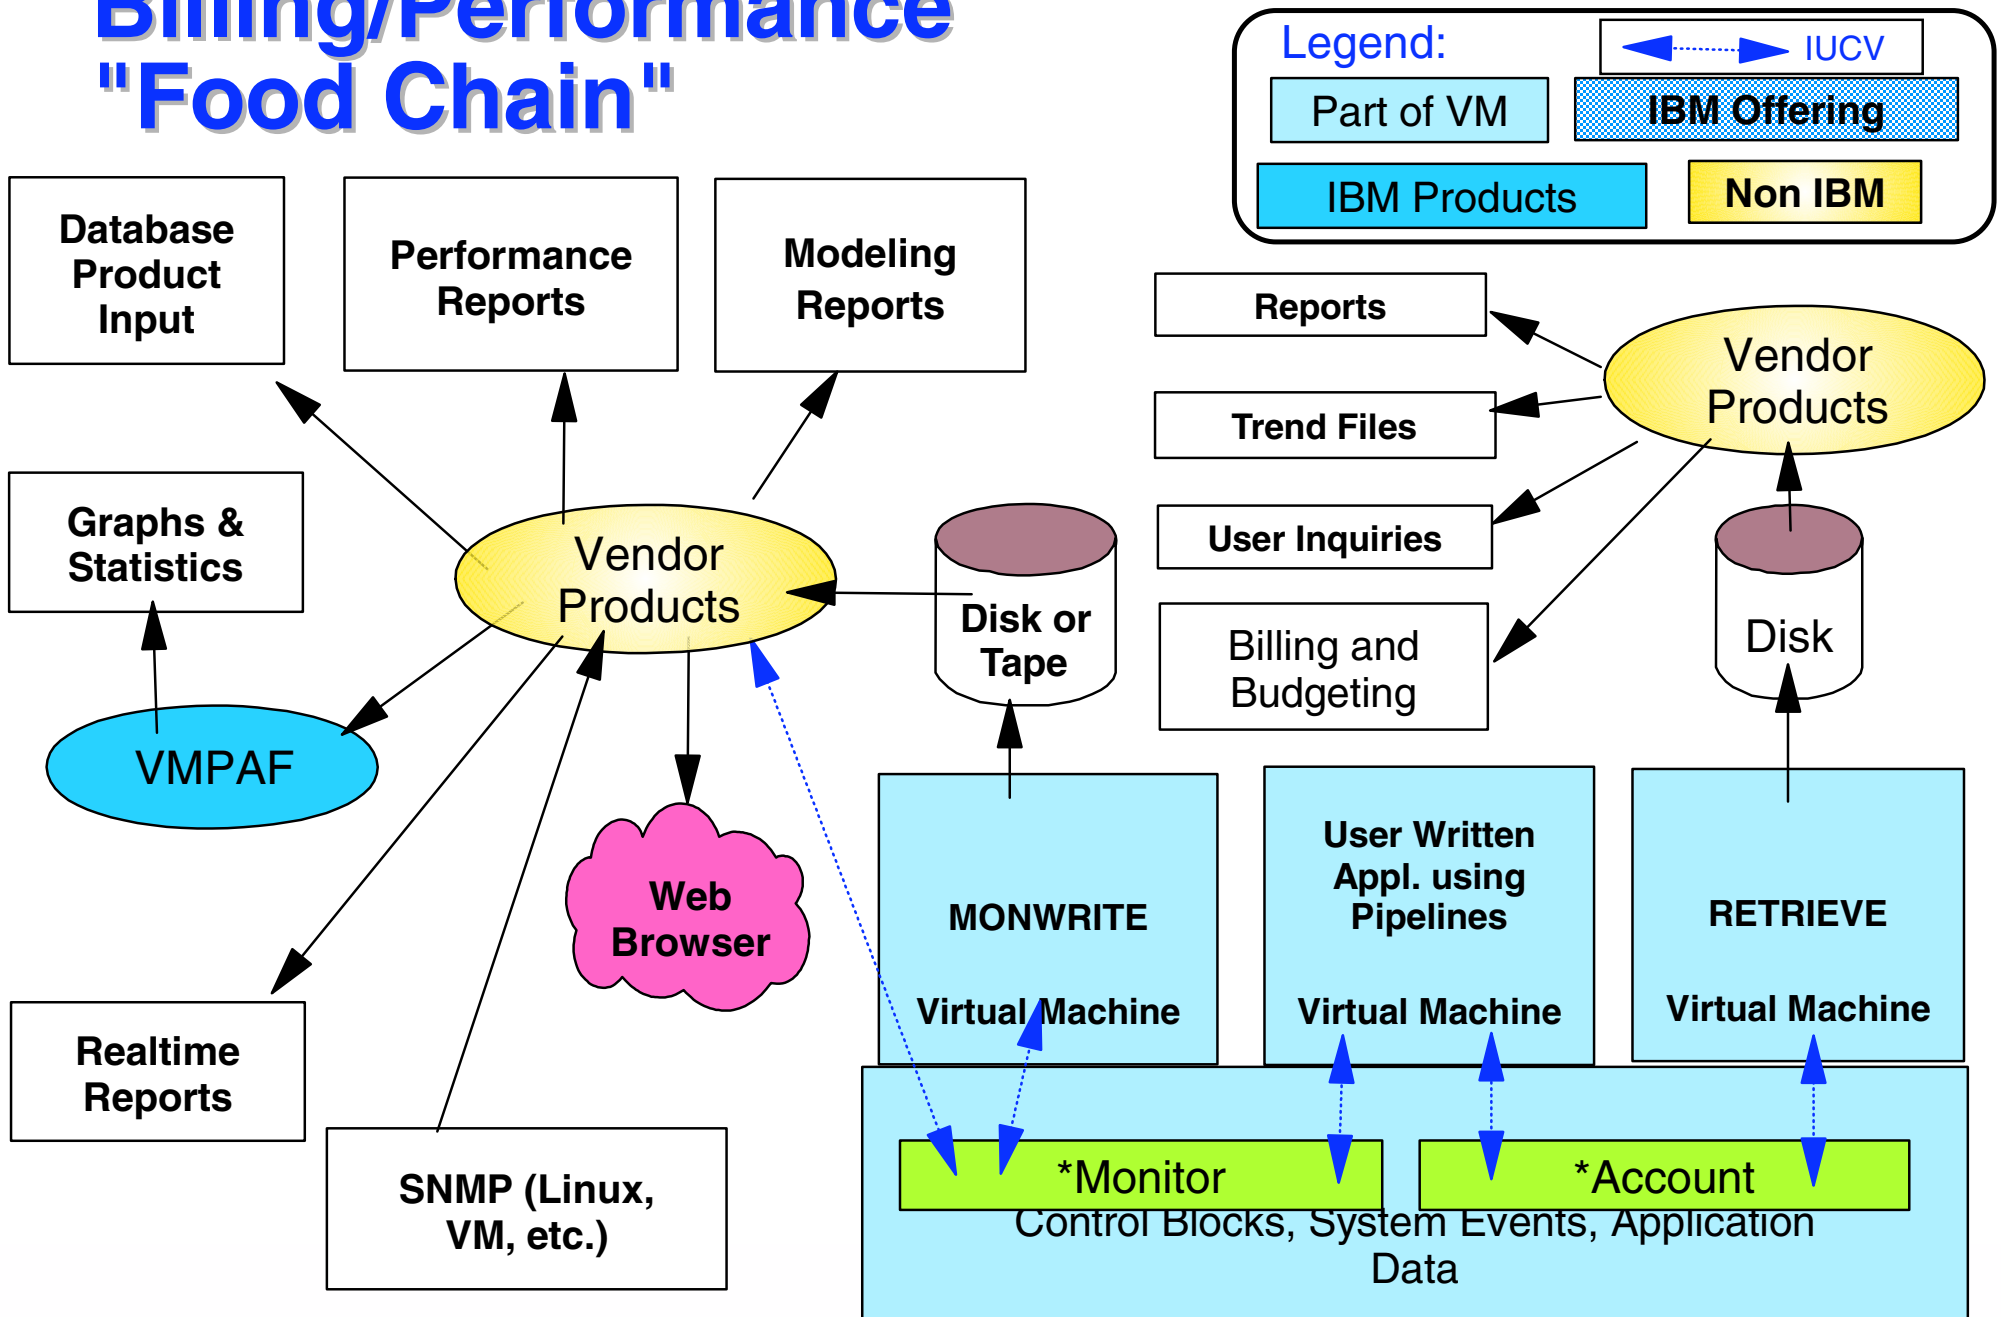 Billing/Performance
"Food Chain"
Legend:
IUCV
Part of VM
IBM Offering
IBM Products
Non IBM
Database
Product
Input
Performance
Reports
Modeling
Reports
Reports
Trend Files
User Inquiries
Billing and
Budgeting
Vendor
Products
Graphs &
Statistics
Vendor
Products
Disk or
Tape
Disk
VMPAF
Web
Browser
MONWRITE
Virtual Machine
User Written
Appl. using
Pipelines
Virtual Machine
RETRIEVE
Virtual Machine
Realtime
Reports
SNMP (Linux,
VM, etc.)
*Monitor
*Account
Control Blocks, System Events, Application
Data